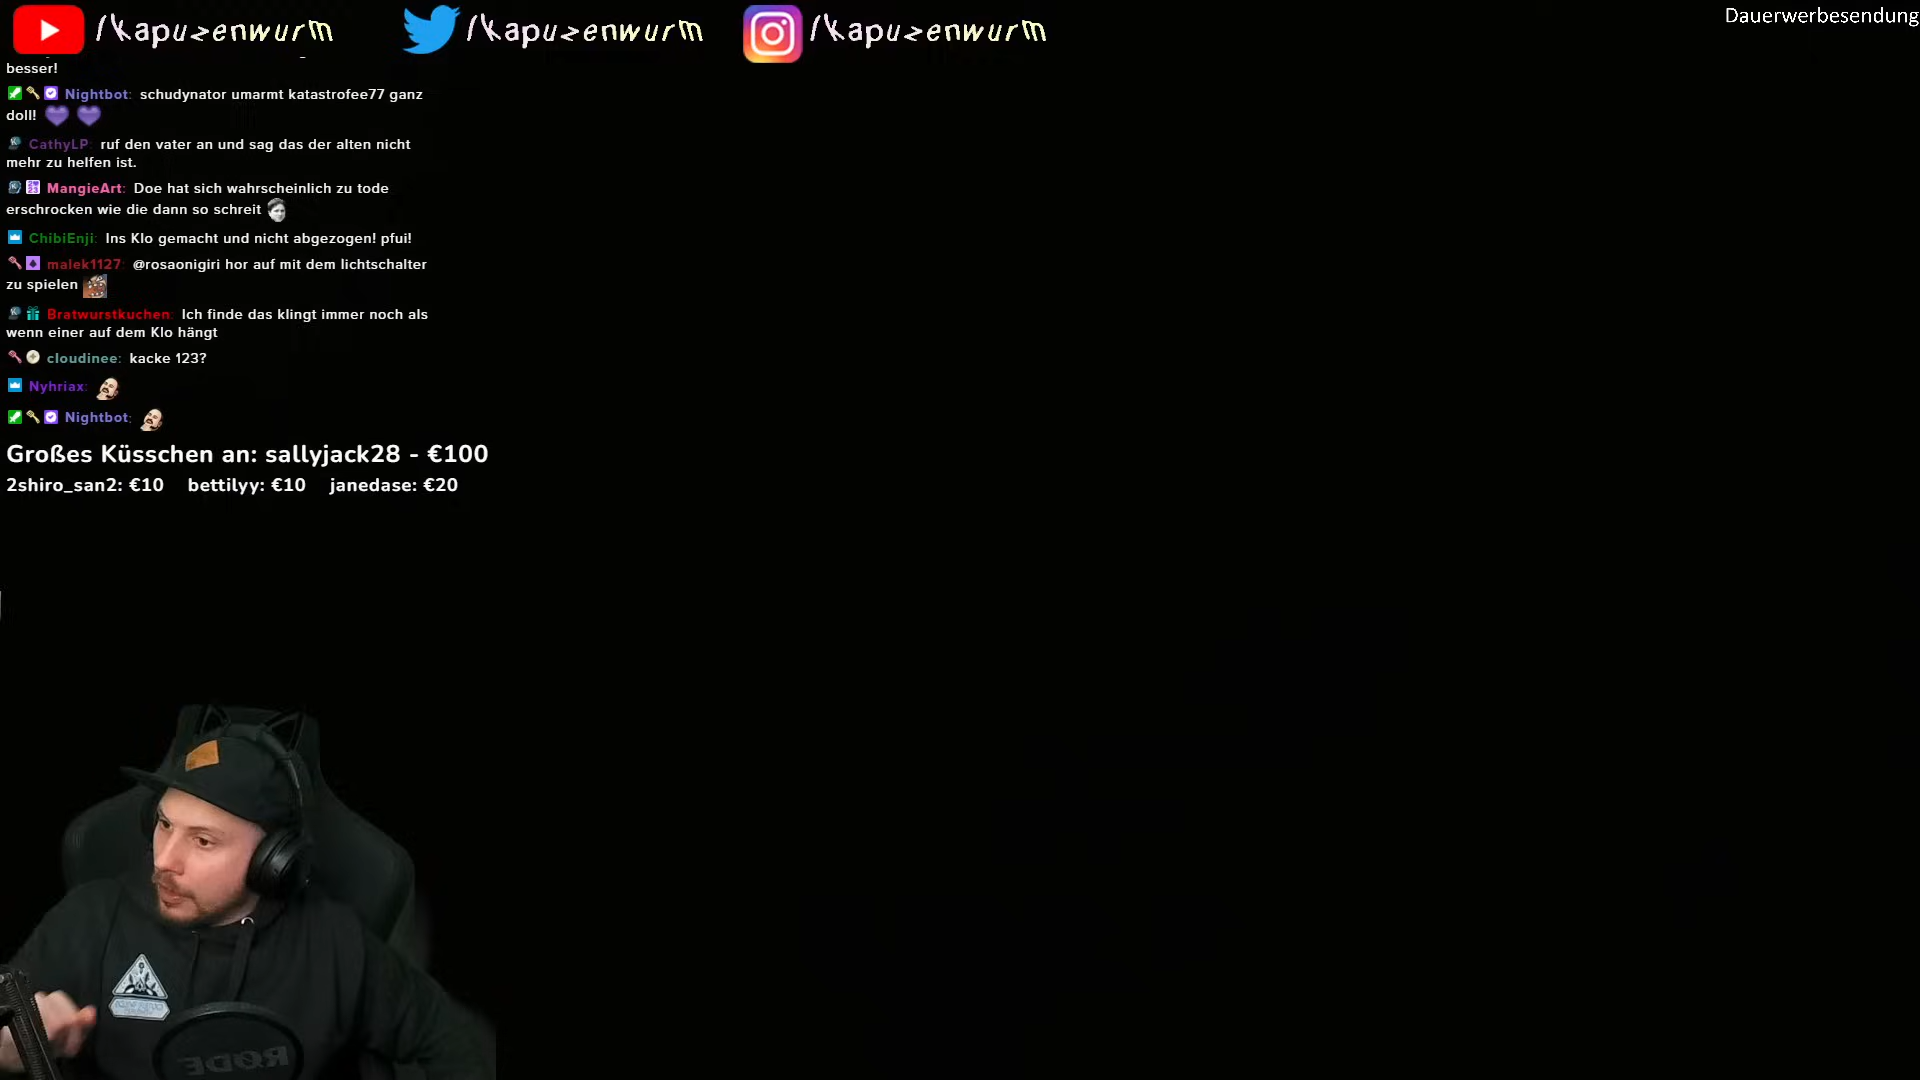 /kapuzenwurm /kapuzenwurm /kapuzenwurm Dauerwerbesendung
besser!
Nightbot: schudynator umarmt katastrofee77 ganz
doll!
CathyLP: ruf den vater an und sag das der alten nicht
mehr zu helfen ist.
MangieArt: Doe hat sich wahrscheinlich zu tode
erschrocken wie die dann so schreit
ChibiEnji: Ins Klo gemacht und nicht abgezogen! pfui!
malek1127: @rosaonigiri hor auf mit dem lichtschalter
zu spielen
Bratwurstkuchen: Ich finde das klingt immer noch als
wenn einer auf dem Klo hängt
cloudinee: kacke 123?
Nyhriax:
Nightbot:
Großes Küsschen an: sallyjack28 - €100
2shiro_san2: €10 bettilyy: €10 janedase: €20
RØDE